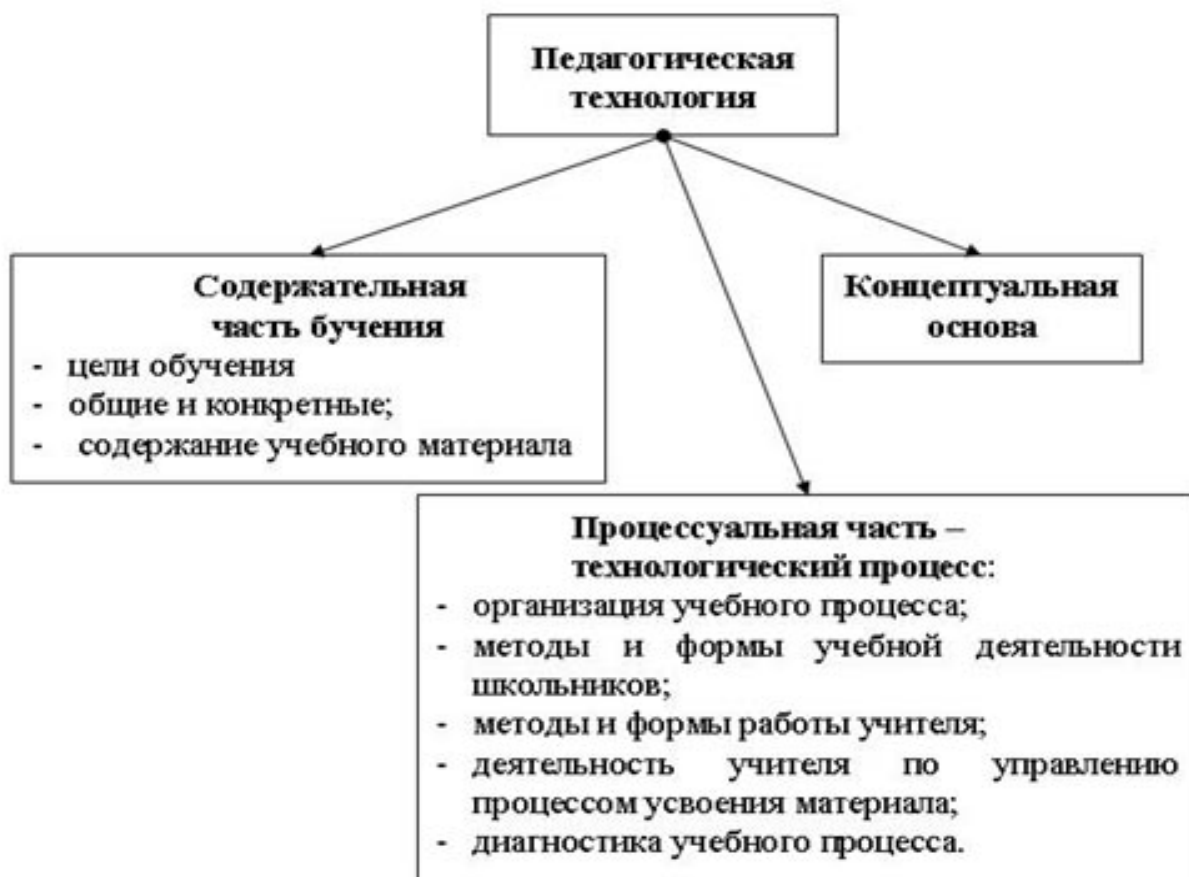 Педагогическая
технология
Содержательная
часть бучения
- цели обучения
- общие и конкретные;
- содержание учебного материала
Концептуальная
основа
Процессуальная часть –
технологический процесс:
- организация учебного процесса;
- методы и формы учебной деятельности
школьников;
- методы и формы работы учителя;
- деятельность учителя по управлению
процессом усвоения материала;
- диагностика учебного процесса.